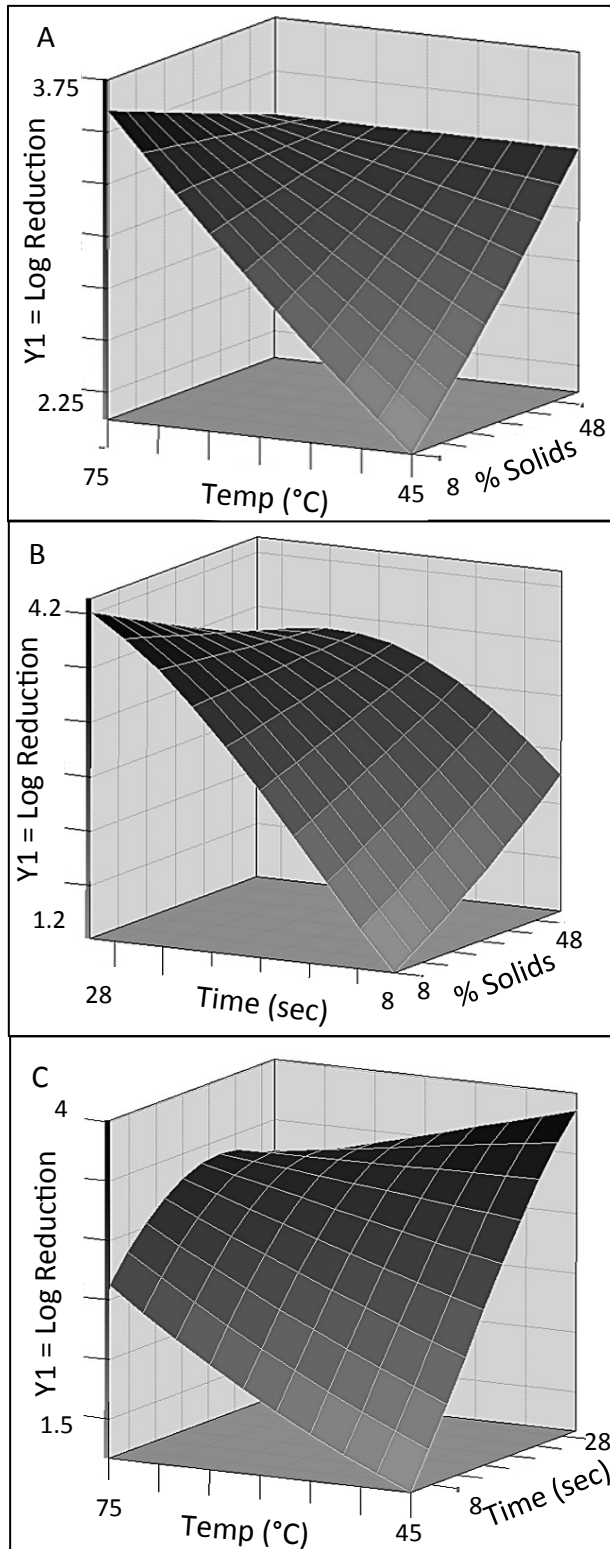 A
3.75
Y1 = Log Reduction
2.25
75
Temp (°C)
45
8
% Solids
48
B
4.2
Y1 = Log Reduction
1.2
28
Time (sec)
8
8
% Solids
48
C
4
Y1 = Log Reduction
1.5
75
Temp (°C)
45
8
Time (sec)
28